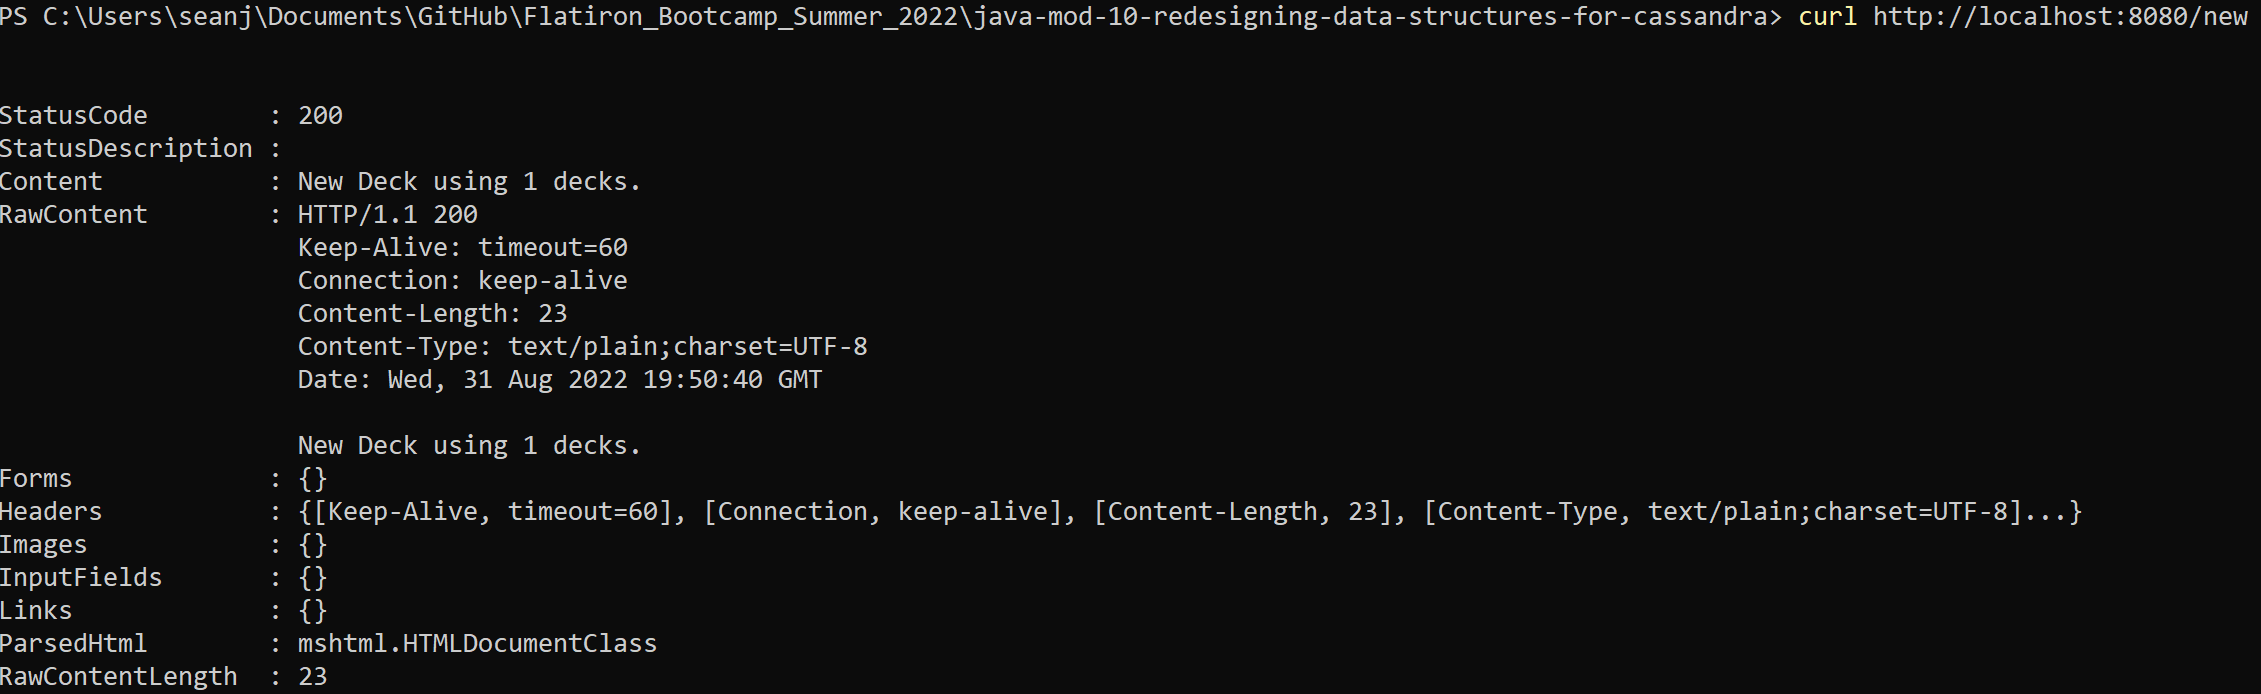 PS C:\Users\seanj\Documents\GitHub\Flatiron_Bootcamp_Summer_2022\java-mod-10-redesigning-data-structures-for-cassandra> curl http://localhost:8080/new
StatusCode        : 200
StatusDescription :
Content           : New Deck using 1 decks.
RawContent        : HTTP/1.1 200
                    Keep-Alive: timeout=60
                    Connection: keep-alive
                    Content-Length: 23
                    Content-Type: text/plain;charset=UTF-8
                    Date: Wed, 31 Aug 2022 19:50:40 GMT

                    New Deck using 1 decks.
Forms             : {}
Headers           : {[Keep-Alive, timeout=60], [Connection, keep-alive], [Content-Length, 23], [Content-Type, text/plain;charset=UTF-8]...}
Images            : {}
InputFields       : {}
Links             : {}
ParsedHtml        : mshtml.HTMLDocumentClass
RawContentLength  : 23